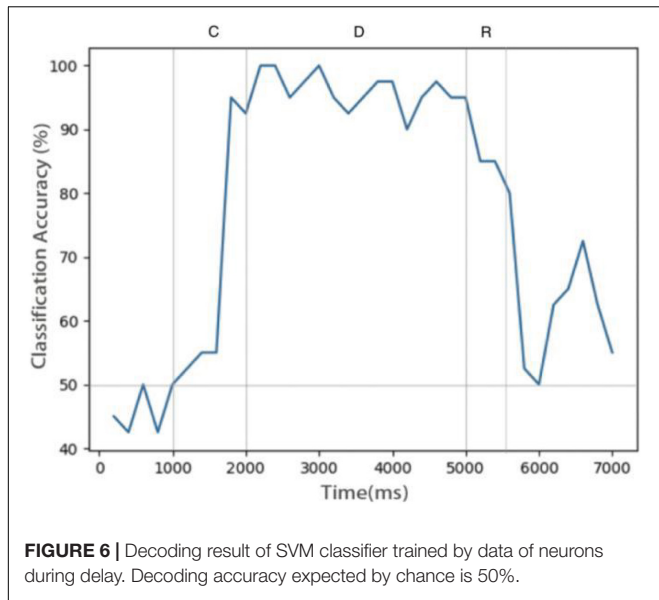 C D R
100
90
80
70
60
50
40
Classification Accuracy (%)
0 1000 2000 3000 4000 5000 6000 7000
Time(ms)
FIGURE 6 | Decoding result of SVM classifier trained by data of neurons
during delay. Decoding accuracy expected by chance is 50%.